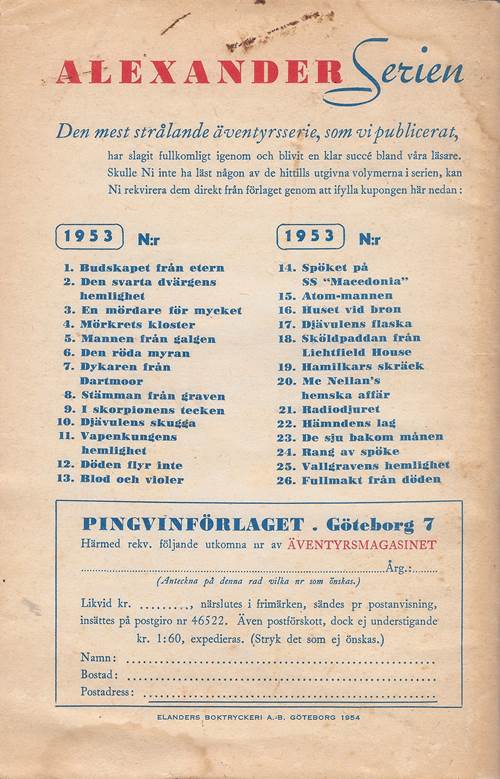 ALEXANDER Serien
Den mest strålande äventyrsserie, som vi publicerat,
har slagit fullkomligt igenom och blivit en klar succé bland våra läsare.
Skulle Ni inte ha läst någon av de hittills utgivna volymerna i serien, kan
Ni rekvirera dem direkt från förlaget genom att ifylla kupongen här nedan:
1953 N:r
1. Budskapet från etern
2. Den svarta dvärgens
hemlighet
3. En mördare för mycket
4. Mörkrets kloster
5. Mannen från galgen
6. Den röda myran
7. Dykaren från
Dartmoor
8. Stämman från graven
9. I skorpionens tecken
10. Djävulens skugga
11. Vapenkungens
hemlighet
12. Döden flyr inte
13. Blod och violer
1953 N:r
14. Spöket på
SS "Macedonia"
15. Atom-mannen
16. Huset vid bron
17. Djävulens flaska
18. Sköldpaddan från
Lichtfield House
19. Hamilkars skräck
20. Mc Nellan's
hemska affär
21. Radiodjuret
22. Hämndens lag
23. De sju bakom månen
24. Rang av spöke
25. Vallgravens hemlighet
26. Fullmakt från döden
PINGVINFÖRLAGET . Göteborg 7
Härmed rekv. följande utkomna nr av ÄVENTYRSMAGASINET
........................................ Årg.:........
(Anteckna på denna rad vilka nr som önskas.)
Likvid kr. .........., närslutes i frimärken, sändes pr postanvisning,
insättes på postgiro nr 46522. Även postförskott, dock ej understigande
kr. 1:60, expedieras. (Stryk det som ej önskas.)
Namn: ........................................
Bostad: ........................................
Postadress: ........................................
ELANDERS BOKTRYCKERI A.-B. GÖTEBORG 1954